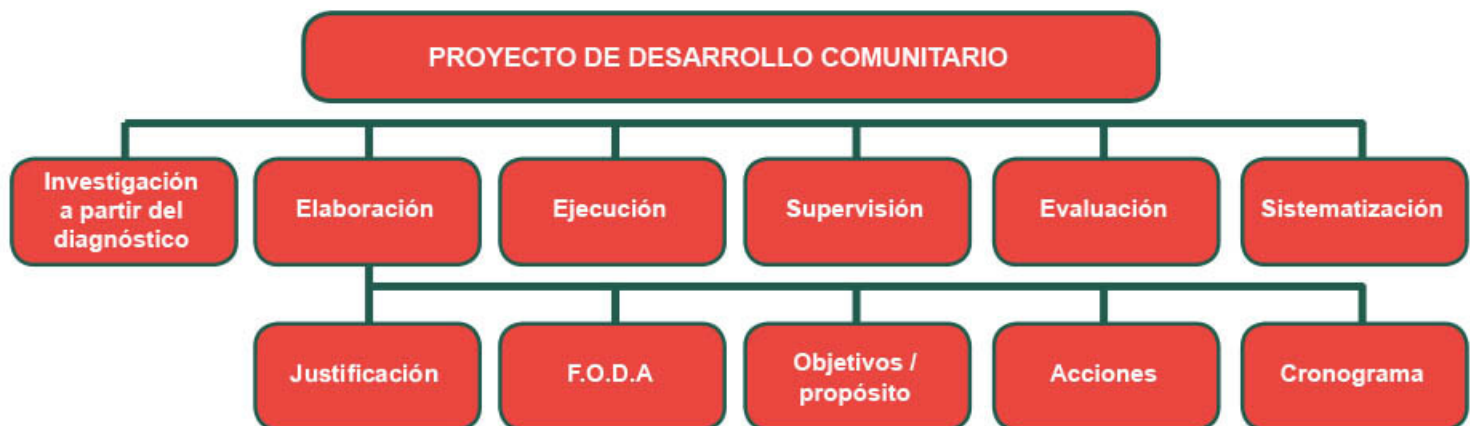 PROYECTO DE DESARROLLO COMUNITARIO
Investigación
a partir del
diagnóstico
Elaboración
Ejecución
Supervisión
Evaluación
Sistematización
Justificación
F.O.D.A
Objetivos /
propósito
Acciones
Cronograma